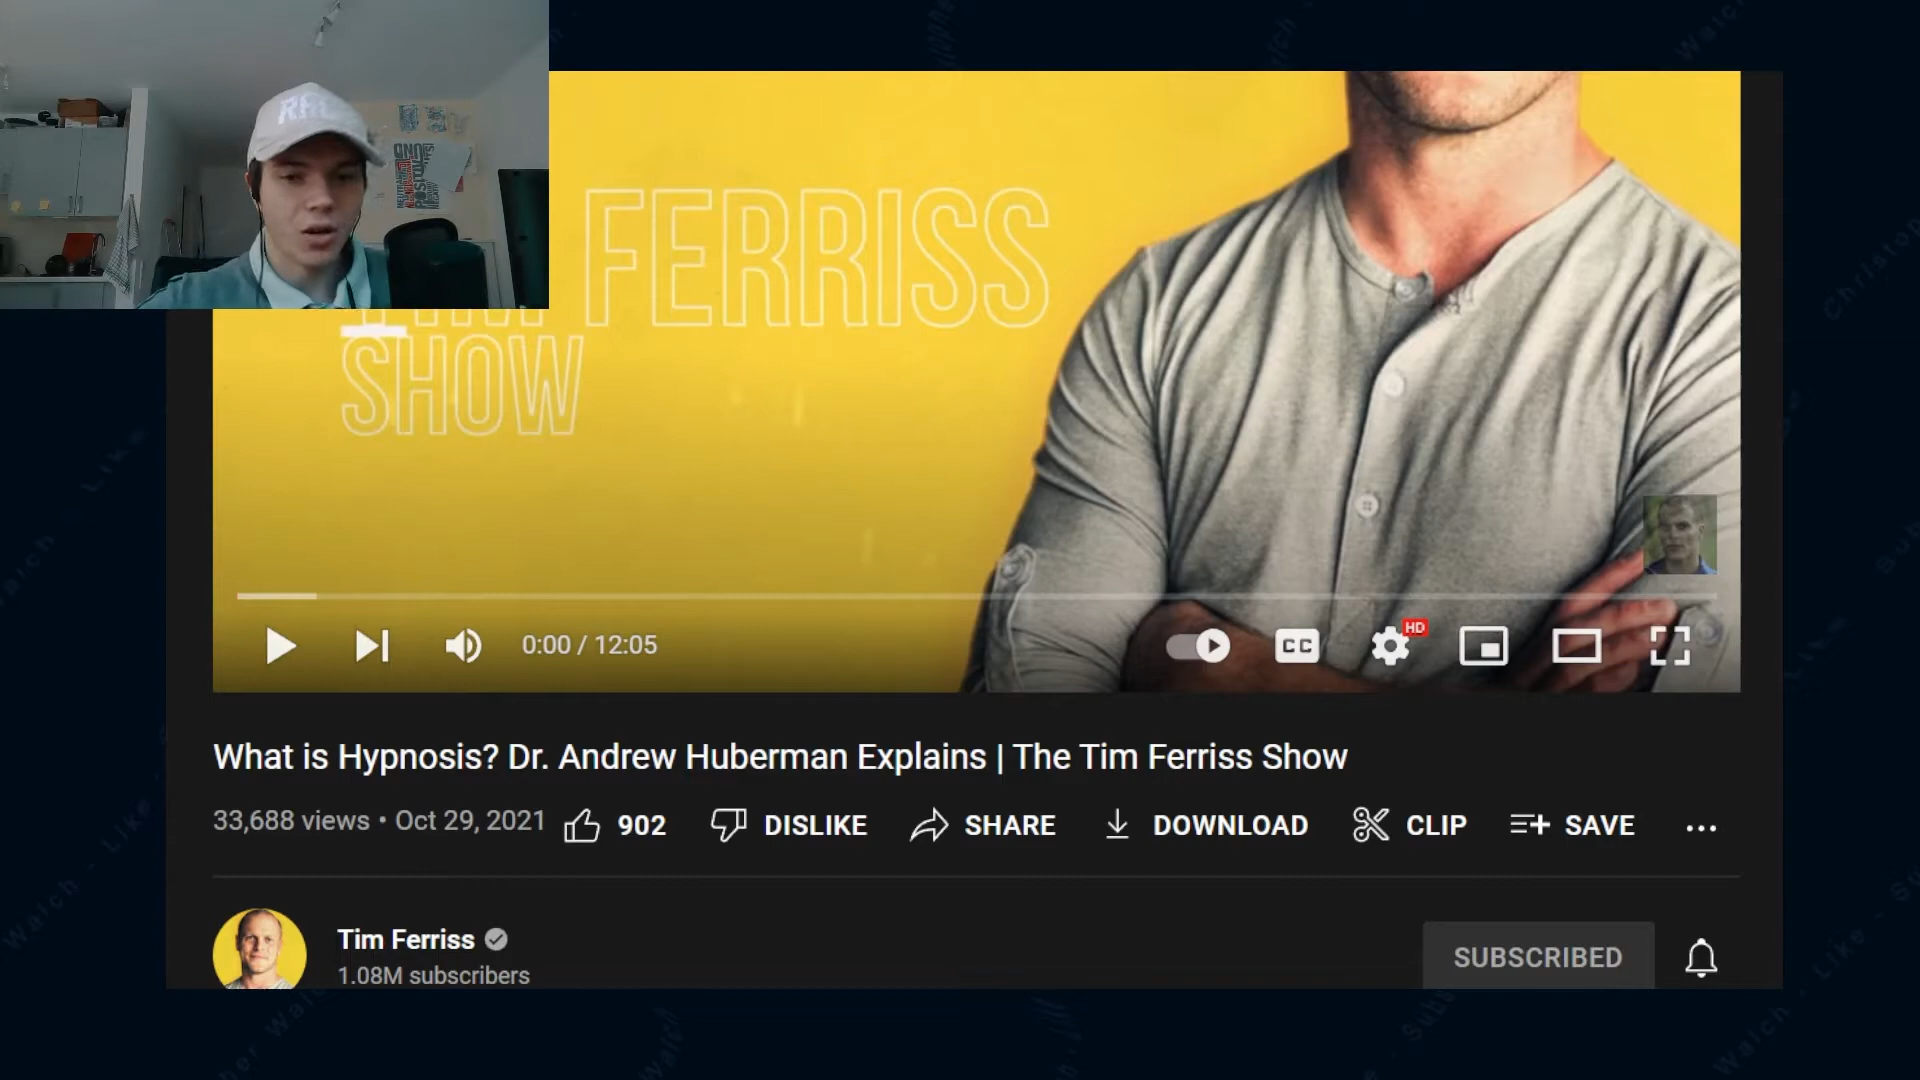 FERRISS
SHOW
0:00 / 12:05
CC
HD
What is Hypnosis? Dr. Andrew Huberman Explains | The Tim Ferriss Show
33,688 views • Oct 29, 2021
902
DISLIKE
SHARE
DOWNLOAD
CLIP
SAVE
...
Tim Ferriss
1.08M subscribers
SUBSCRIBED